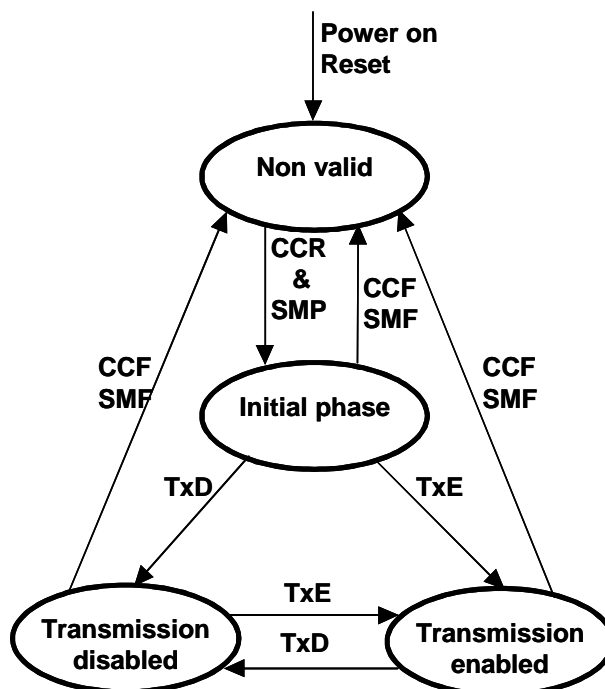 Power on
Reset
Non valid
CCR
&
SMP
CCF
SMF
CCF
SMF
CCF
SMF
Initial phase
TxD
TxE
TxE
Transmission
disabled
TxD
Transmission
enabled